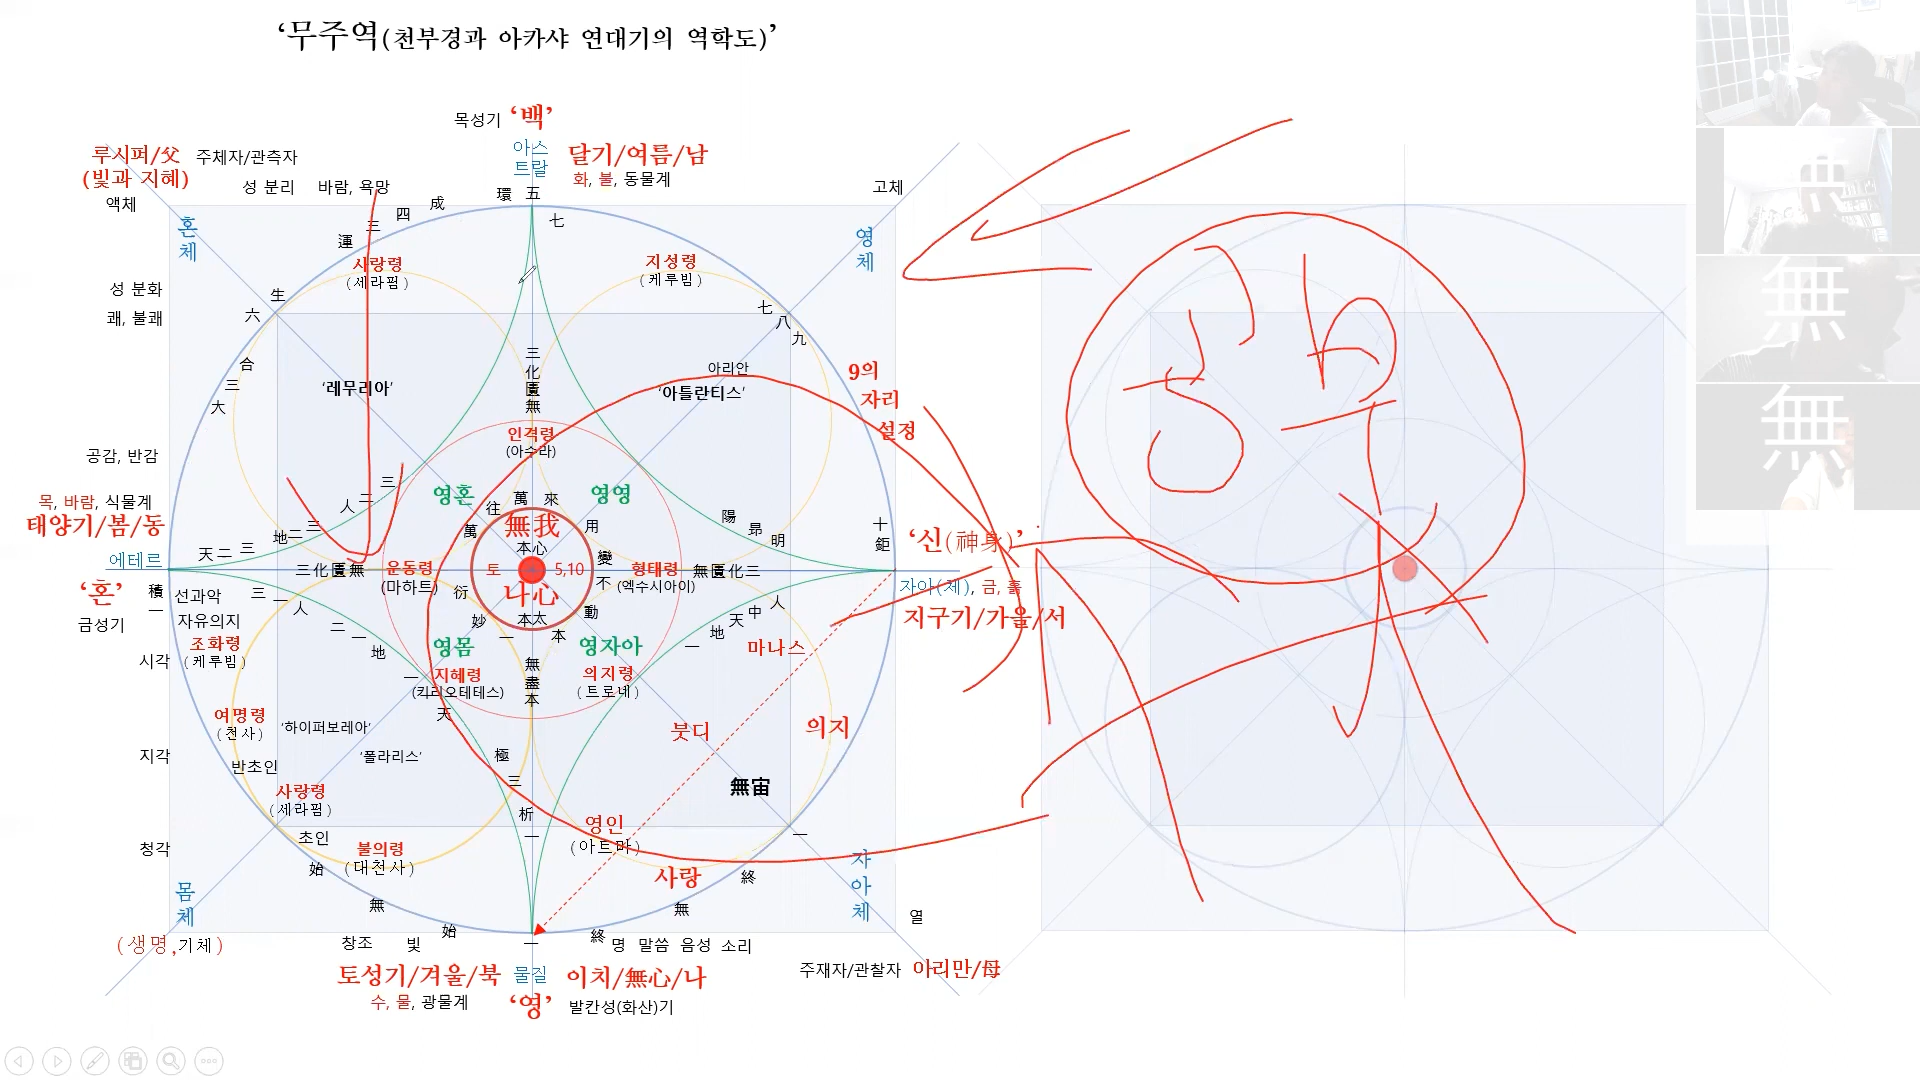 ‘무주역(천부경과 아카샤 연대기의 역학도)’
목성기 ‘백’
아스
트랄
달기/여름/남
화, 불, 동물계
루시퍼/父
(빛과 지혜)
주체자/관측자
성 분리 바람, 욕망
액체
고체
혼
체
영
체
環 五 七
成
四
三
運
生
六
合
三
大
성 분화
쾌, 불쾌
사랑령
(세라핌)
지성령
(케루빔)
七
八
九
三
化
匱
無
‘레무리아’
아리안
‘아틀란티스’
9의
자리
설정
인격령
(아수라)
공감, 반감
목, 바람, 식물계
태양기/봄/동
에테르
‘혼’
금성기
영혼
영영
三
二
人
三
二
地
三
二
天
往
萬
萬
來
用
變
不
動
本
無我
本心
토 5,10
나心
本太
一
妙
衍
陽
昻
明
十
鉅
‘신(神身)’
자아(체), 금, 흙
지구기/가을/서
三化匱無
운동령
(마하트)
형태령
(엑수시아이)
無匱化三
積
一
선과악
자유의지
조화령
(케루빔)
三
一
人
二
一
地
一
天
시각
영몸
지혜령
(키리오테테스)
영자아
의지령
(트로네)
無
盡
本
人
中
天
地
一
마나스
여명령
(천사)
‘하이퍼보레아’
‘폴라리스’
붓디
의지
지각
반초인
極
三
析
一
無宙
사랑령
(세라핌)
초인
영인
(아트마)
一
청각
불의령
(대천사)
始
無
始
一
終
無
終
사랑
자
아
체
열
몸
체
(생명,기체)
창조 빛
명 말씀 음성 소리
주재자/관찰자 아리만/母
토성기/겨울/북
물질
이치/無心/나
수, 물, 광물계
‘영’
발칸성(화산)기
無
無
無